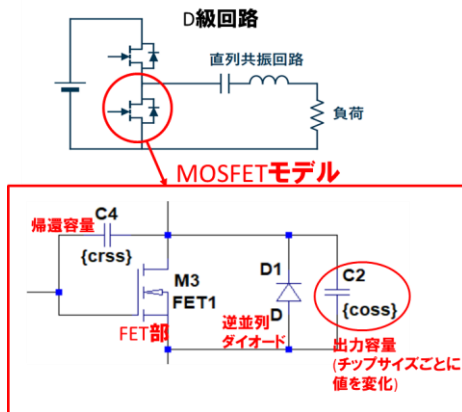 D級回路
直列共振回路
負荷
MOSFETモデル
帰還容量
C4
{crss}
M3
FET1
FET部
D1
D
逆並列
ダイオード
C2
{coss}
出力容量
(チップサイズごとに
値を変化)